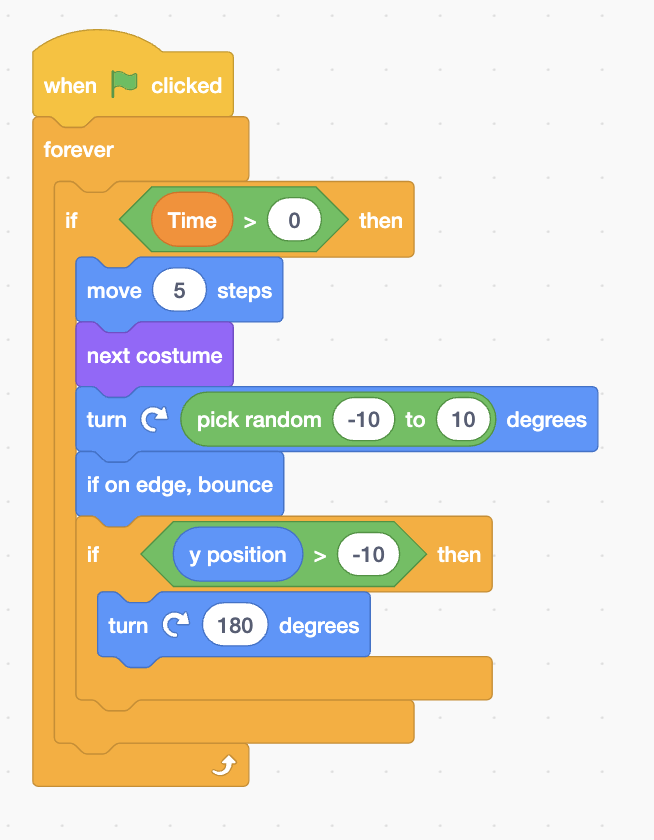 when clicked
forever
if Time > 0 then
move 5 steps
next costume
turn pick random -10 to 10 degrees
if on edge, bounce
if y position > -10 then
turn 180 degrees